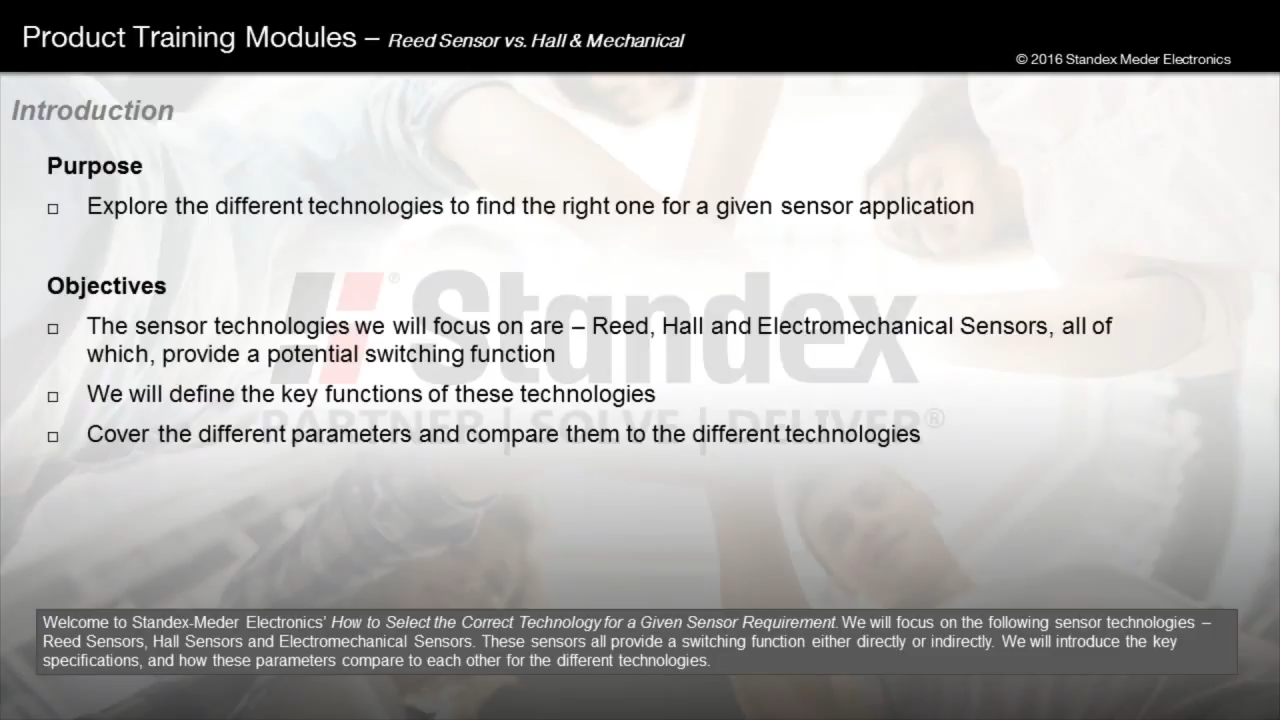 Product Training Modules – Reed Sensor vs. Hall & Mechanical
© 2016 Standex Meder Electronics
Introduction
Purpose
□ Explore the different technologies to find the right one for a given sensor application
Objectives
□ The sensor technologies we will focus on are – Reed, Hall and Electromechanical Sensors, all of
which, provide a potential switching function
□ We will define the key functions of these technologies
□ Cover the different parameters and compare them to the different technologies
Standex®
PARTNER | SOLVE | DELIVER®
Welcome to Standex-Meder Electronics' How to Select the Correct Technology for a Given Sensor Requirement. We will focus on the following sensor technologies –
Reed Sensors, Hall Sensors and Electromechanical Sensors. These sensors all provide a switching function either directly or indirectly. We will introduce the key
specifications, and how these parameters compare to each other for the different technologies.